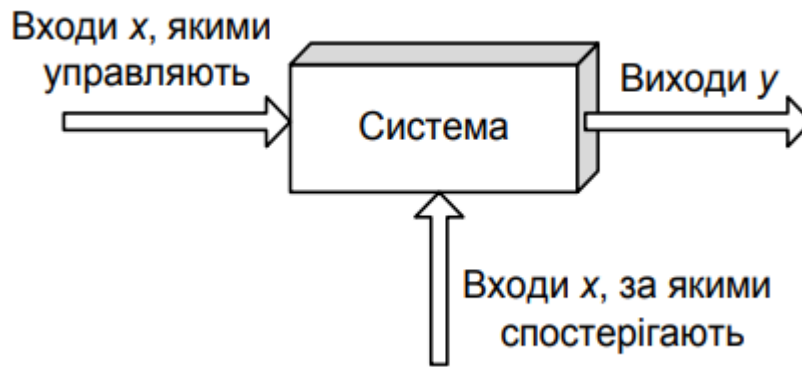 Входи x, якими
управляють
Система
Виходи y
Входи x, за якими
спостерігають